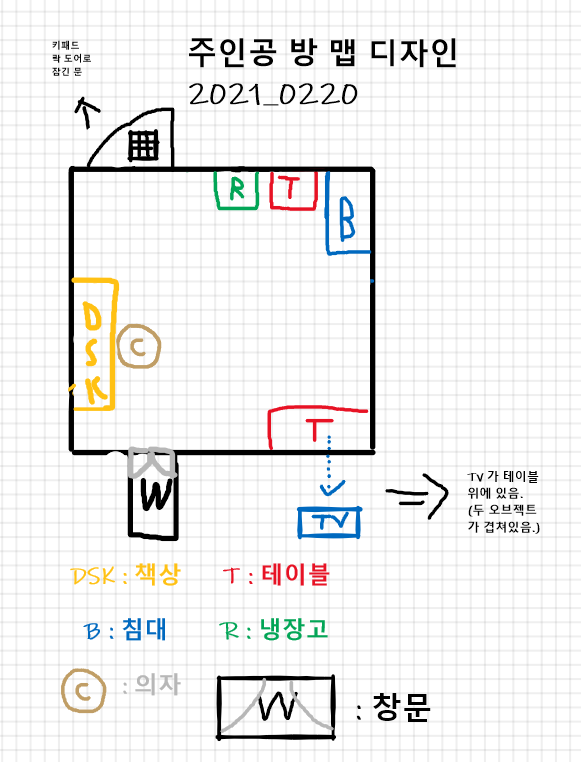 키패드
락 도어로
잠긴 문
주인공 방 맵 디자인
2021_0220
R
T
B
DSK
C
T
W
TV
TV 가 테이블
위에 있음.
(두 오브젝트
가 겹쳐있음.)
DSK : 책상
T : 테이블
B : 침대
R : 냉장고
C : 의자
W : 창문